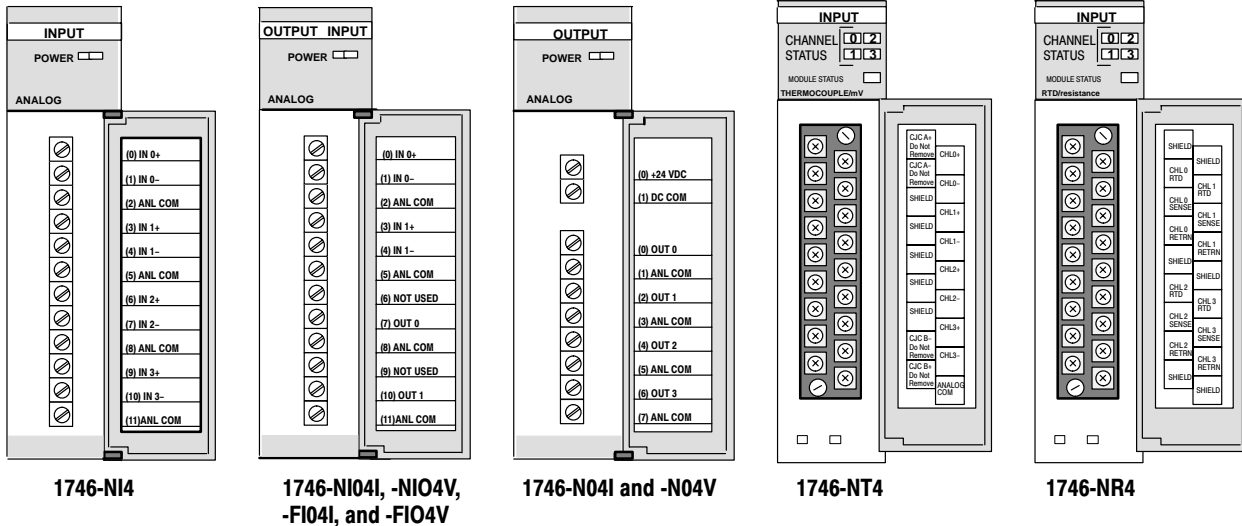 INPUT
POWER
ANALOG
(0) IN 0+
(1) IN 0–
(2) ANL COM
(3) IN 1+
(4) IN 1–
(5) ANL COM
(6) IN 2+
(7) IN 2–
(8) ANL COM
(9) IN 3+
(10) IN 3–
(11)ANL COM
1746-NI4
OUTPUT INPUT
POWER
ANALOG
(0) IN 0+
(1) IN 0–
(2) ANL COM
(3) IN 1+
(4) IN 1–
(5) ANL COM
(6) NOT USED
(7) OUT 0
(8) ANL COM
(9) NOT USED
(10) OUT 1
(11)ANL COM
1746-NI04I, -NIO4V,
-FI04I, and -FIO4V
OUTPUT
POWER
ANALOG
(0) +24 VDC
(1) DC COM
(0) OUT 0
(1) ANL COM
(2) OUT 1
(3) ANL COM
(4) OUT 2
(5) ANL COM
(6) OUT 3
(7) ANL COM
1746-N04I and -N04V
INPUT
CHANNEL 0 2
STATUS 1 3
MODULE STATUS
THERMOCOUPLE/mV
CJC A+
Do Not
Remove
CHL0+
CJC A–
Do Not
Remove
CHL0–
SHIELD
CHL1+
SHIELD
CHL1–
SHIELD
CHL2+
SHIELD
CHL2–
SHIELD
CHL3+
CJC B–
Do Not
Remove
CHL3–
CJC B+
Do Not
Remove
ANALOG
COM
1746-NT4
INPUT
CHANNEL 0 2
STATUS 1 3
MODULE STATUS
RTD/resistance
SHIELD
SHIELD
CHL 0
RTD
CHL 1
RTD
CHL 0
SENSE
CHL 1
SENSE
CHL 0
RETRN
CHL 1
RETRN
SHIELD
SHIELD
CHL 2
RTD
CHL 3
RTD
CHL 2
SENSE
CHL 3
SENSE
CHL 2
RETRN
CHL 3
RETRN
SHIELD
SHIELD
1746-NR4